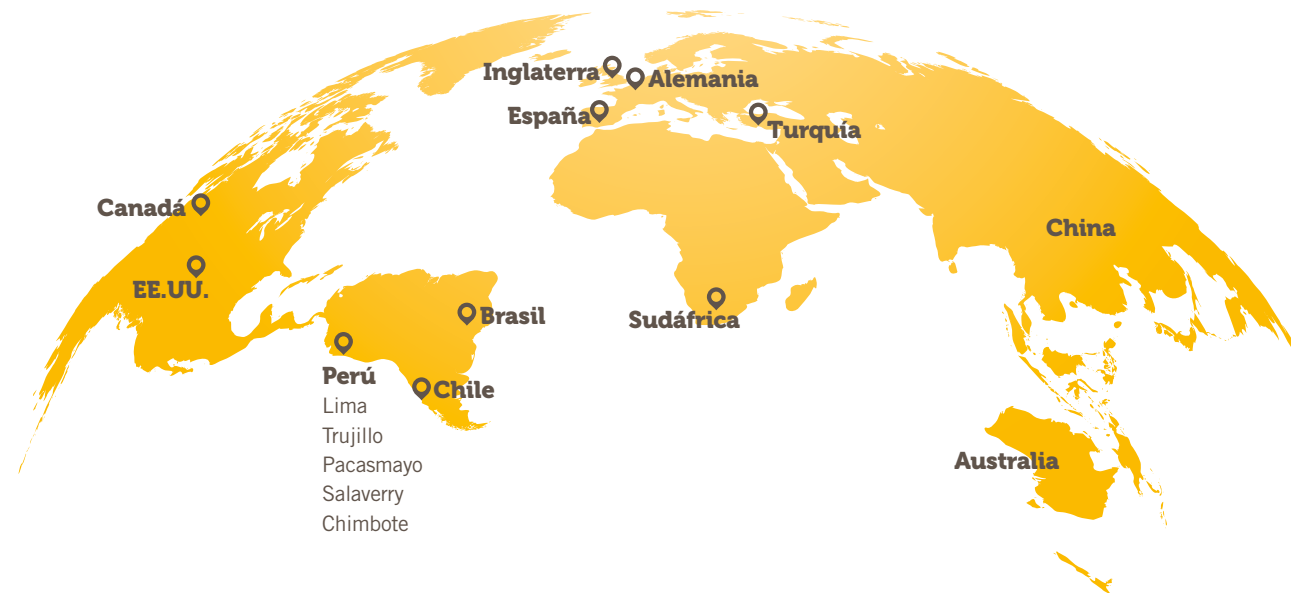 Inglaterra
Alemania
España
Turquía
Canadá
China
EE.UU.
Brasil
Sudáfrica
Perú
Lima
Trujillo
Pacasmayo
Salaverry
Chimbote
Chile
Australia